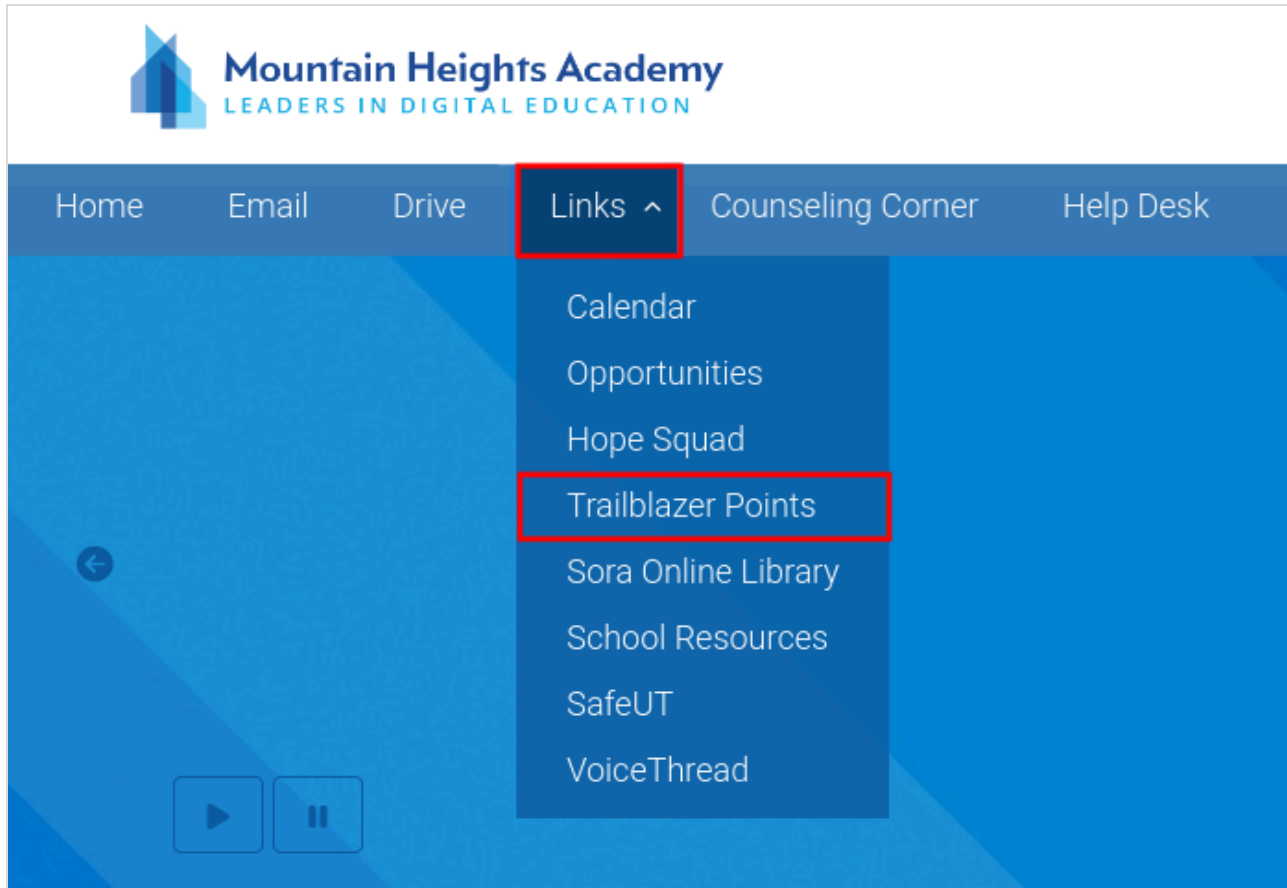 Mountain Heights Academy
LEADERS IN DIGITAL EDUCATION
Home Email Drive Links Counseling Corner Help Desk
Calendar
Opportunities
Hope Squad
Trailblazer Points
Sora Online Library
School Resources
SafeUT
VoiceThread